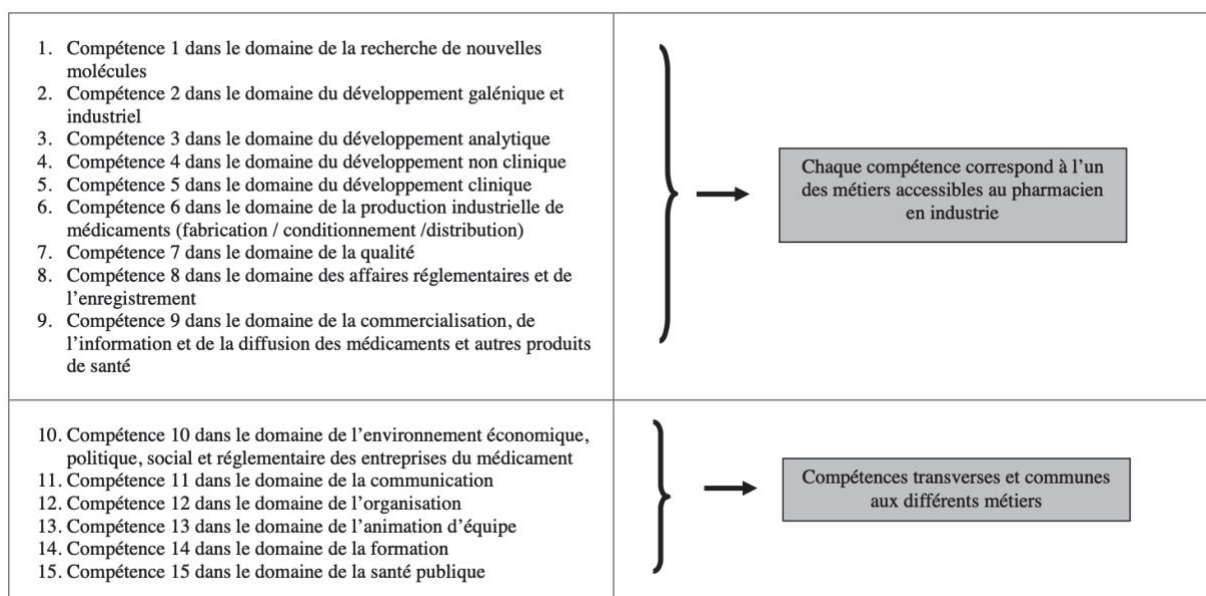 1. Compétence 1 dans le domaine de la recherche de nouvelles
molécules
2. Compétence 2 dans le domaine du développement galénique et
industriel
3. Compétence 3 dans le domaine du développement analytique
4. Compétence 4 dans le domaine du développement non clinique
5. Compétence 5 dans le domaine du développement clinique
6. Compétence 6 dans le domaine de la production industrielle de
médicaments (fabrication / conditionnement /distribution)
7. Compétence 7 dans le domaine de la qualité
8. Compétence 8 dans le domaine des affaires réglementaires et de
l’enregistrement
9. Compétence 9 dans le domaine de la commercialisation, de
l’information et de la diffusion des médicaments et autres produits
de santé
Chaque compétence correspond à l’un
des métiers accessibles au pharmacien
en industrie
10. Compétence 10 dans le domaine de l’environnement économique,
politique, social et réglementaire des entreprises du médicament
11. Compétence 11 dans le domaine de la communication
12. Compétence 12 dans le domaine de l’organisation
13. Compétence 13 dans le domaine de l’animation d’équipe
14. Compétence 14 dans le domaine de la formation
15. Compétence 15 dans le domaine de la santé publique
Compétences transverses et communes
aux différents métiers